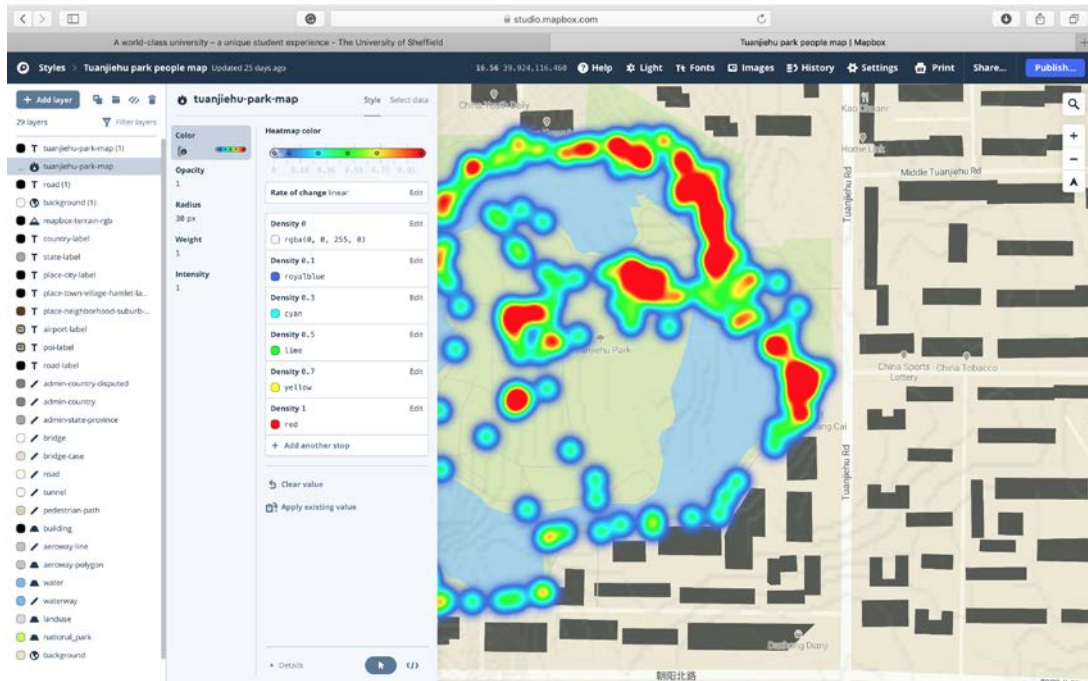 studio.mapbox.com
A world-class university – a unique student experience – The University of Sheffield
Tuanjiehu park people map | Mapbox
Styles > Tuanjiehu park people map Updated 25 days ago
16.56 39.924,116.460
Help
Light
Fonts
Images
History
Settings
Print
Share...
Publish...
+ Add layer
29 layers
Filter layers
tuanjiehu-park-map (1)
tuanjiehu-park-map
road (1)
background (1)
mapbox-terrain-rgb
country-label
state-label
place-city-label
place-town-village-hamlet-la...
place-neighborhood-suburb-...
airport-label
poi-label
road-label
admin-country-disputed
admin-country
admin-state-province
bridge
bridge-case
road
tunnel
pedestrian-path
building
aeroway-line
aeroway-polygon
water
waterway
landuse
national_park
background
tuanjiehu-park-map
Style
Select data
Color
Opacity
1
Radius
30 px
Weight
1
Intensity
1
Heatmap color
Rate of change linear Edit
Density 0 Edit
rgba(0, 0, 255, 0)
Density 0.1 Edit
royalblue
Density 0.3 Edit
cyan
Density 0.5 Edit
lime
Density 0.7 Edit
yellow
Density 1 Edit
red
+ Add another stop
Clear value
Apply existing value
Details
China Youth Daily
Home Link
Middle Tuanjiehu Rd
Tuanjiehu Rd
China Sports
Lottery
China Tobacco
Tuanjiehu Rd
朝阳北路